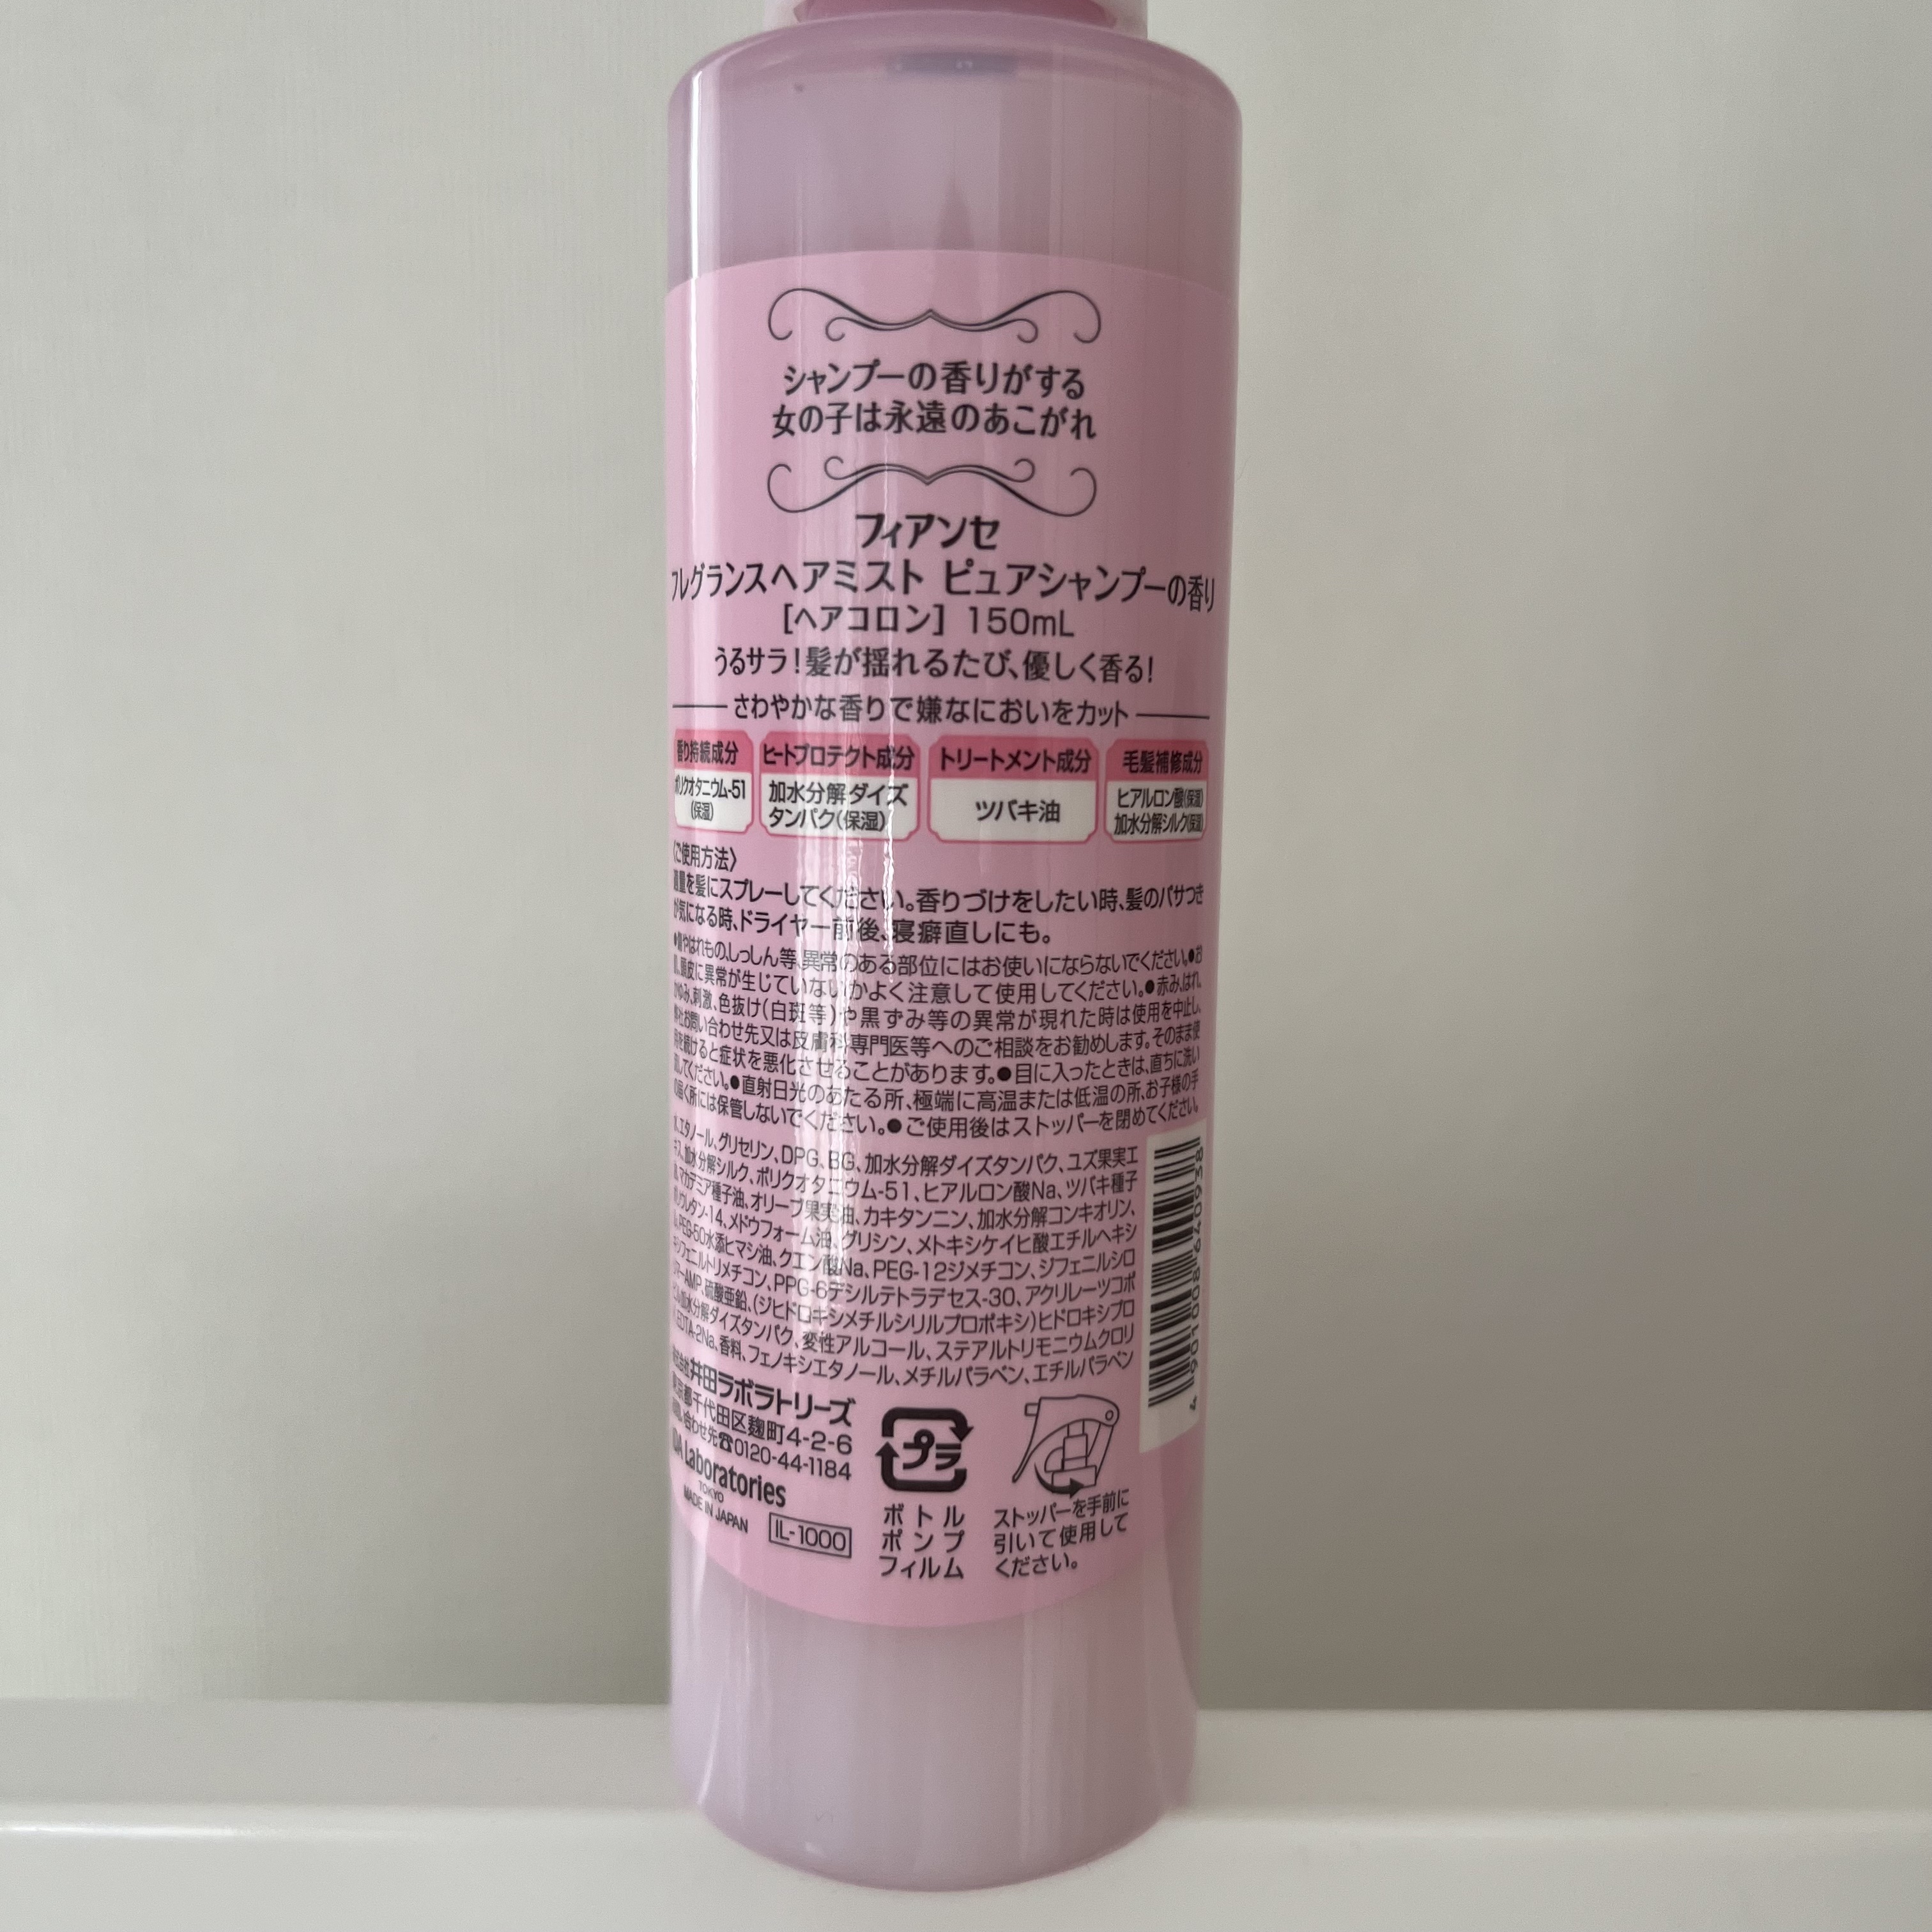 シャンプーの香りがする
女の子は永遠のあこがれ
フィアンセ
フレグランスヘアミスト ピュアシャンプーの香り
[ヘアコロン] 150mL
うるサラ!髪が揺れるたび、優しく香る!
さわやかな香りで嫌なにおいをカット
香り持続成分
ポリクオタニウム-51
(保湿)
ヒートプロテクト成分
加水分解ダイズ
タンパク(保湿)
トリートメント成分
ツバキ油
毛髪補修成分
ヒアルロン酸(保湿)
加水分解シルク(保湿)
〈ご使用方法〉
適量を髪にスプレーしてください。香りづけをしたい時、髪のパサつき
が気になる時、ドライヤー前後、寝癖直しにも。
●傷やはれもの、しっしん等、異常のある部位にはお使いにならないでください。●お
肌、頭皮に異常が生じていないかよく注意して使用してください。●赤み、はれ、
かゆみ、刺激、色抜け(白斑等)や黒ずみ等の異常が現れた時は使用を中止し、
弊社お問い合わせ先又は皮膚科専門医等へのご相談をお勧めします。そのまま使
用を続けると症状を悪化させることがあります。●目に入ったときは、直ちに洗い
流してください。●直射日光のあたる所、極端に高温または低温の所、お子様の手
の届く所には保管しないでください。●ご使用後はストッパーを閉めてください。
水、エタノール、グリセリン、DPG、BG、加水分解ダイズタンパク、ユズ果実エ
キス、加水分解シルク、ポリクオタニウム-51、ヒアルロン酸Na、ツバキ種子
油、マカデミア種子油、オリーブ果実油、カキタンニン、加水分解コンキオリン、
ポリウレタン-14、メドウフォーム油、グリシン、メトキシケイヒ酸エチルヘキシ
ル、PEG-50水添ヒマシ油、クエン酸Na、PEG-12ジメチコン、ジフェニルシロ
キシフェニルトリメチコン、PPG-6デシルテトラデセス-30、アクリレーツコポ
リマーAMP、硫酸亜鉛、(ジヒドロキシメチルシリルプロポキシ)ヒドロキシプロ
ピル加水分解ダイズタンパク、変性アルコール、ステアルトリモニウムクロリ
ド、EDTA-2Na、香料、フェノキシエタノール、メチルパラベン、エチルパラベン
株式会社井田ラボラトリーズ
東京都千代田区麹町4-2-6
お問い合わせ先☎0120-44-1184
IDA Laboratories
TOKYO
MADE IN JAPAN
IL-1000
プラ
ボトル
ポンプ
フィルム
ストッパーを手前に
引いて使用して
ください。